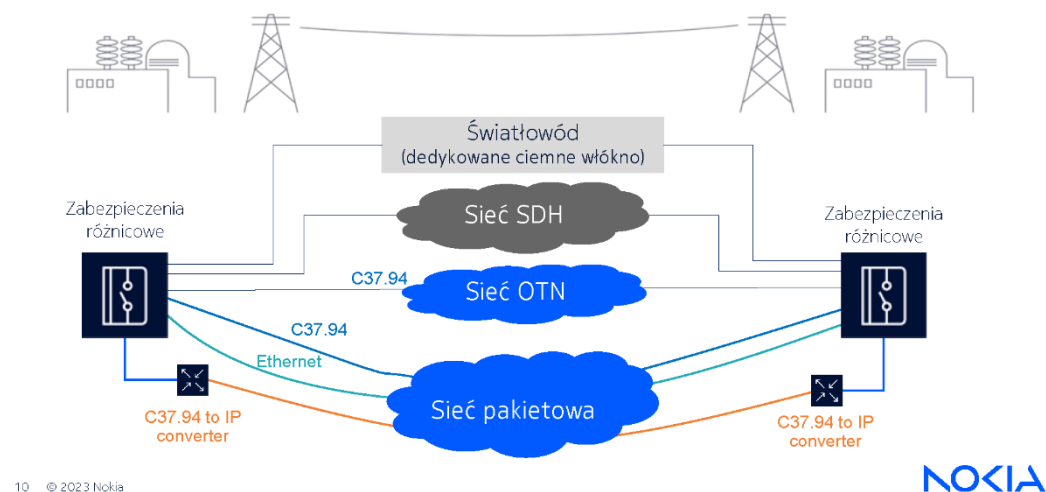 Światłowód
(dedykowane ciemne włókno)
Zabezpieczenia
różnicowe
Sieć SDH
Zabezpieczenia
różnicowe
C37.94
Sieć OTN
C37.94
Ethernet
Sieć pakietowa
C37.94 to IP
converter
C37.94 to IP
converter
10 © 2023 Nokia
NOKIA